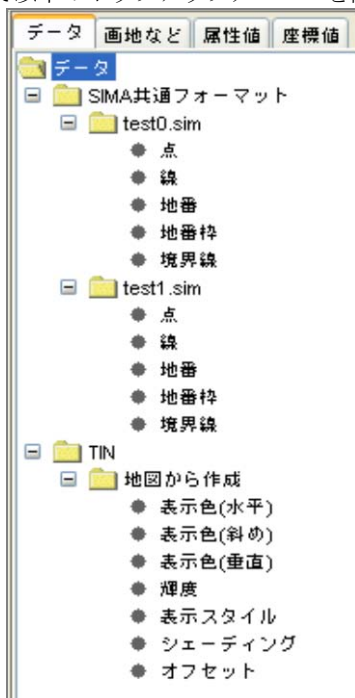 データ 画地など 属性値 座標値
データ
SIMA共通フォーマット
test0.sim
点
線
地番
地番枠
境界線
test1.sim
点
線
地番
地番枠
境界線
TIN
地図から作成
表示色(水平)
表示色(斜め)
表示色(垂直)
輝度
表示スタイル
シェーディング
オフセット